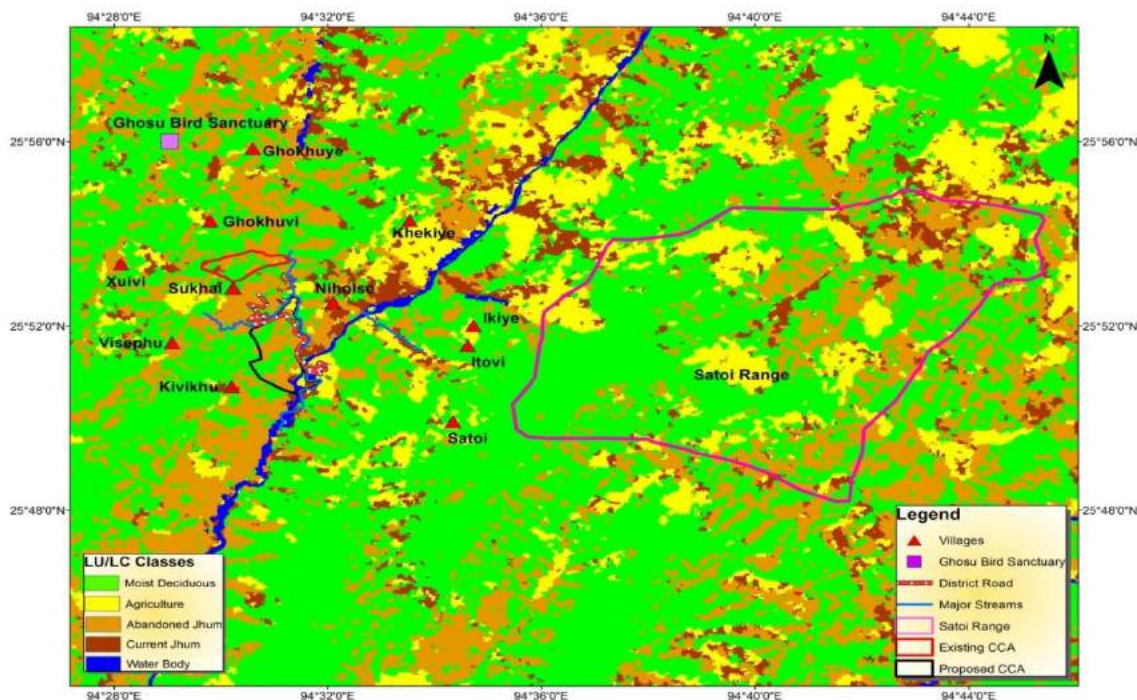 94°28'0"E 94°32'0"E 94°36'0"E 94°40'0"E 94°44'0"E
N
Ghosu Bird Sanctuary
25°56'0"N 25°56'0"N
Ghokhuye
Ghokhuvi
Khekiye
Xuivi
Sukhai
Niholse
25°52'0"N 25°52'0"N
Ikiye
Visephu
Itovi
Satoi Range
Kivikhu
Satoi
25°48'0"N 25°48'0"N
LU/LC Classes
Moist Deciduous
Agriculture
Abandoned Jhum
Current Jhum
Water Body
Legend
Villages
Ghosu Bird Sanctuary
District Road
Major Streams
Satoi Range
Existing CCA
Proposed CCA
94°28'0"E 94°32'0"E 94°36'0"E 94°40'0"E 94°44'0"E